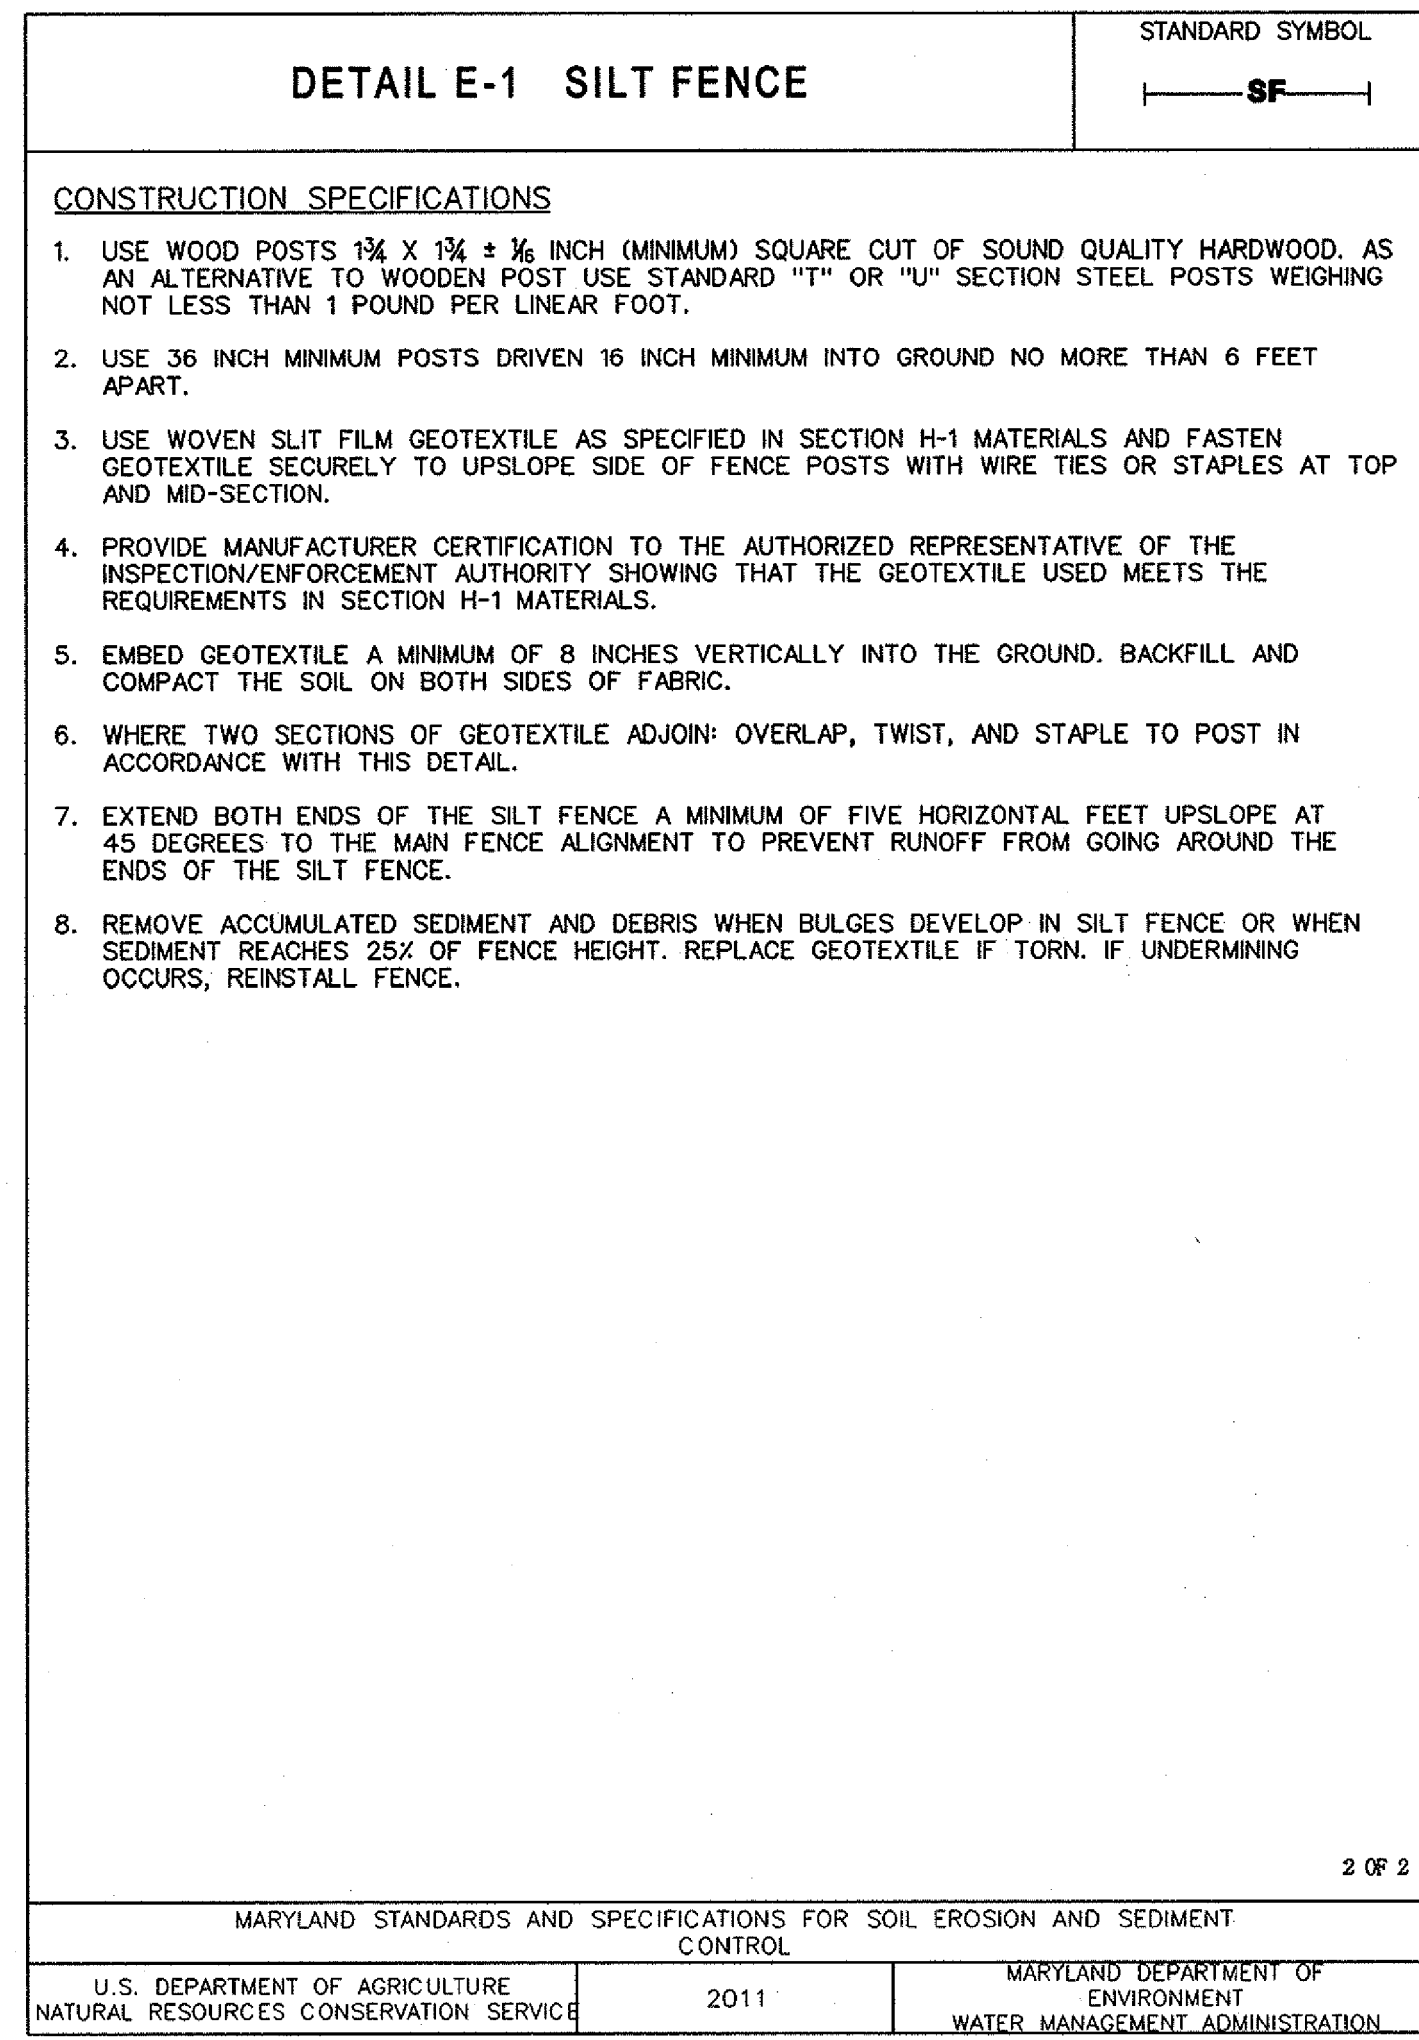 STANDARD SYMBOL
DETAIL E-1 SILT FENCE
SF
CONSTRUCTION SPECIFICATIONS
1. USE WOOD POSTS 1¾ X 1¾ ± 1/16 INCH (MINIMUM) SQUARE CUT OF SOUND QUALITY HARDWOOD. AS
AN ALTERNATIVE TO WOODEN POST USE STANDARD "T" OR "U" SECTION STEEL POSTS WEIGHING
NOT LESS THAN 1 POUND PER LINEAR FOOT.
2. USE 36 INCH MINIMUM POSTS DRIVEN 16 INCH MINIMUM INTO GROUND NO MORE THAN 6 FEET
APART.
3. USE WOVEN SLIT FILM GEOTEXTILE AS SPECIFIED IN SECTION H-1 MATERIALS AND FASTEN
GEOTEXTILE SECURELY TO UPSLOPE SIDE OF FENCE POSTS WITH WIRE TIES OR STAPLES AT TOP
AND MID-SECTION.
4. PROVIDE MANUFACTURER CERTIFICATION TO THE AUTHORIZED REPRESENTATIVE OF THE
INSPECTION/ENFORCEMENT AUTHORITY SHOWING THAT THE GEOTEXTILE USED MEETS THE
REQUIREMENTS IN SECTION H-1 MATERIALS.
5. EMBED GEOTEXTILE A MINIMUM OF 8 INCHES VERTICALLY INTO THE GROUND. BACKFILL AND
COMPACT THE SOIL ON BOTH SIDES OF FABRIC.
6. WHERE TWO SECTIONS OF GEOTEXTILE ADJOIN: OVERLAP, TWIST, AND STAPLE TO POST IN
ACCORDANCE WITH THIS DETAIL.
7. EXTEND BOTH ENDS OF THE SILT FENCE A MINIMUM OF FIVE HORIZONTAL FEET UPSLOPE AT
45 DEGREES TO THE MAIN FENCE ALIGNMENT TO PREVENT RUNOFF FROM GOING AROUND THE
ENDS OF THE SILT FENCE.
8. REMOVE ACCUMULATED SEDIMENT AND DEBRIS WHEN BULGES DEVELOP IN SILT FENCE OR WHEN
SEDIMENT REACHES 25% OF FENCE HEIGHT. REPLACE GEOTEXTILE IF TORN. IF UNDERMINING
OCCURS, REINSTALL FENCE.
2 OF 2
MARYLAND STANDARDS AND SPECIFICATIONS FOR SOIL EROSION AND SEDIMENT
CONTROL
U.S. DEPARTMENT OF AGRICULTURE
NATURAL RESOURCES CONSERVATION SERVICE
2011
MARYLAND DEPARTMENT OF
ENVIRONMENT
WATER MANAGEMENT ADMINISTRATION